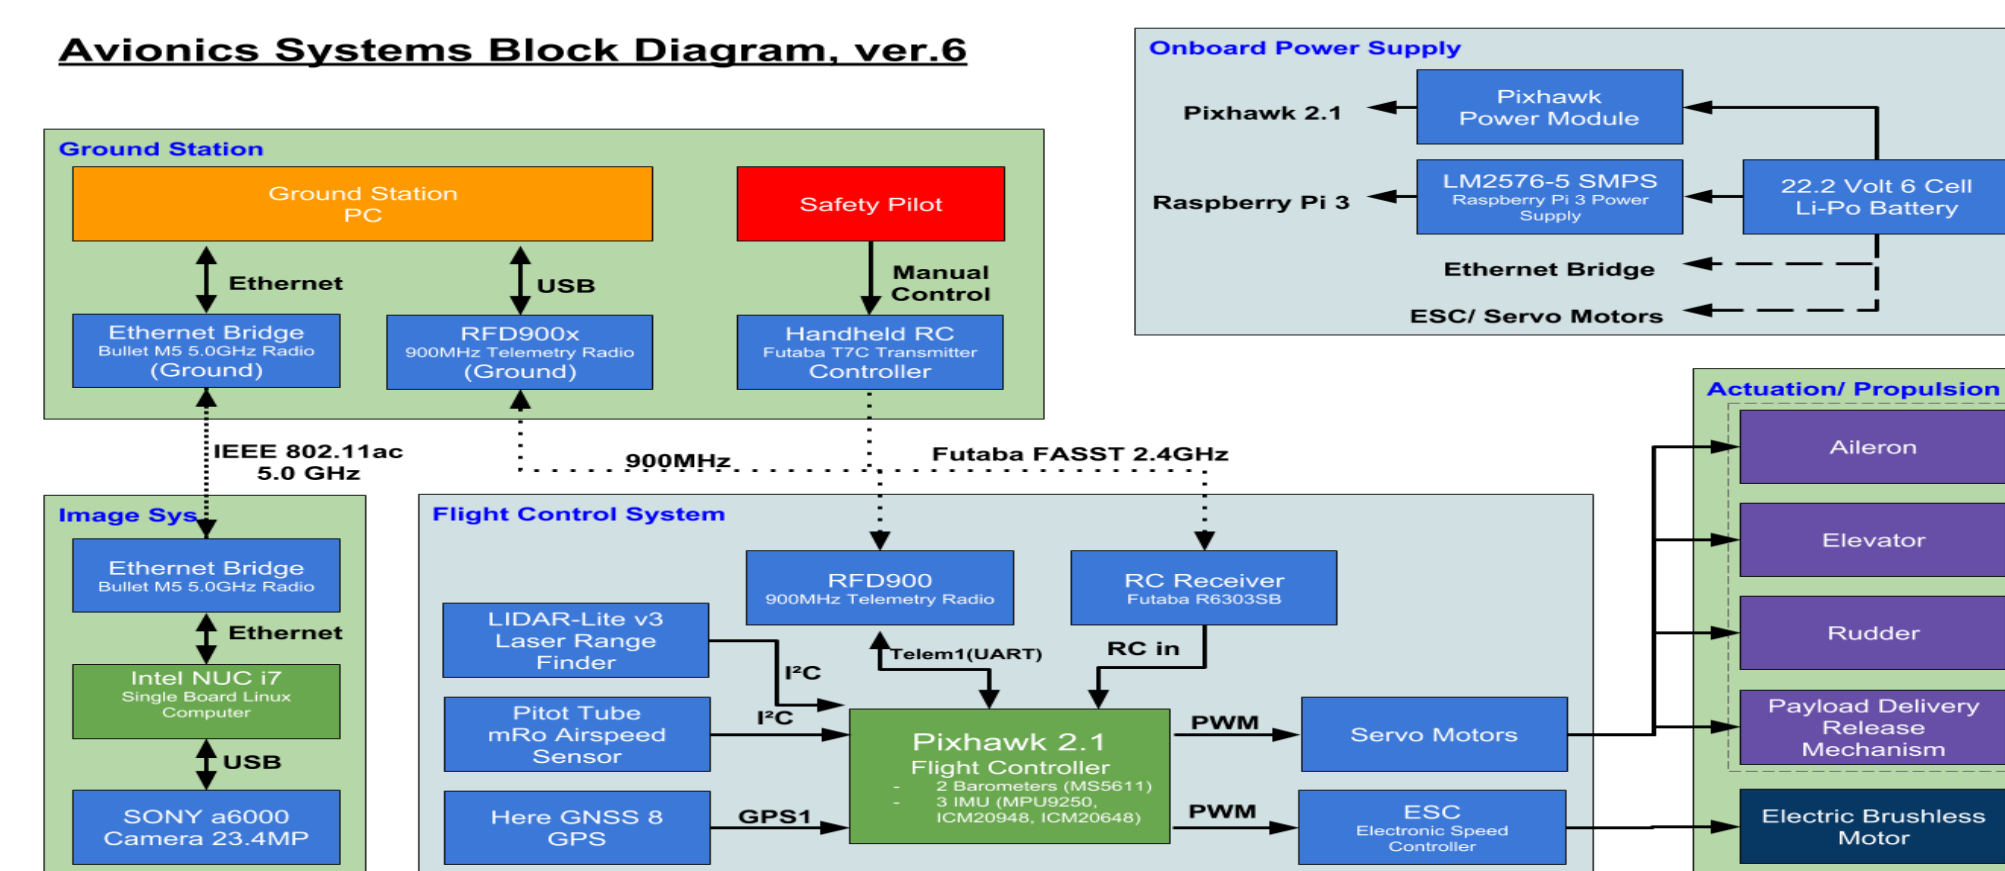 Avionics Systems Block Diagram, ver.6
Onboard Power Supply
Pixhawk
Power Module
Pixhawk 2.1
LM2576-5 SMPS
Raspberry Pi 3 Power
Supply
Raspberry Pi 3
22.2 Volt 6 Cell
Li-Po Battery
Ethernet Bridge
ESC/ Servo Motors
Ground Station
Ground Station
PC
Safety Pilot
Ethernet
USB
Manual
Control
Ethernet Bridge
Bullet M5 5.0GHz Radio
(Ground)
RFD900x
900MHz Telemetry Radio
(Ground)
Handheld RC
Futaba T7C Transmitter
Controller
IEEE 802.11ac
5.0 GHz
900MHz
Futaba FASST 2.4GHz
Image Sys
Ethernet Bridge
Bullet M5 5.0GHz Radio
Ethernet
Intel NUC i7
Single Board Linux
Computer
USB
SONY a6000
Camera 23.4MP
Flight Control System
RFD900
900MHz Telemetry Radio
RC Receiver
Futaba R6303SB
LIDAR-Lite v3
Laser Range
Finder
I²C
Telem1(UART)
RC in
Pitot Tube
mRo Airspeed
Sensor
I²C
Here GNSS 8
GPS
GPS1
Pixhawk 2.1
Flight Controller
- 2 Barometers (MS5611)
- 3 IMU (MPU9250,
ICM20948, ICM20648)
PWM
Servo Motors
PWM
ESC
Electronic Speed
Controller
Actuation/ Propulsion
Aileron
Elevator
Rudder
Payload Delivery
Release
Mechanism
Electric Brushless
Motor